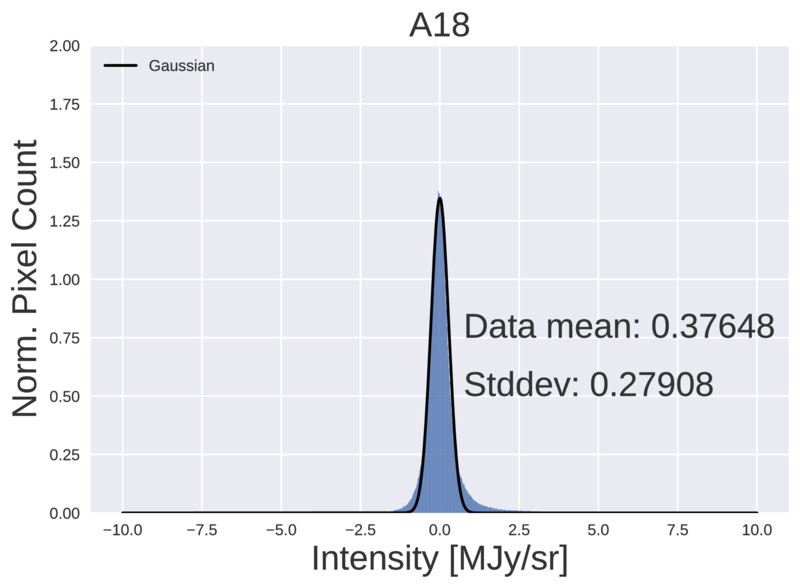 A18
2.00
Gaussian
1.75
1.50
1.25
1.00
0.75
0.50
0.25
0.00
Norm. Pixel Count
Data mean: 0.37648
Stddev: 0.27908
−10.0 −7.5 −5.0 −2.5 0.0 2.5 5.0 7.5 10.0
Intensity [MJy/sr]